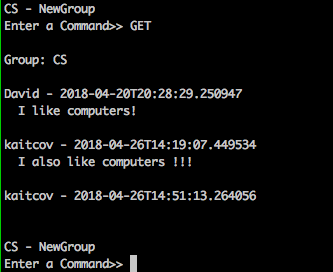 CS - NewGroup
Enter a Command>> GET
Group: CS
David - 2018-04-20T20:28:29.250947
I like computers!
kaitcov - 2018-04-26T14:19:07.449534
I also like computers !!!
kaitcov - 2018-04-26T14:51:13.264056
CS - NewGroup
Enter a Command>>